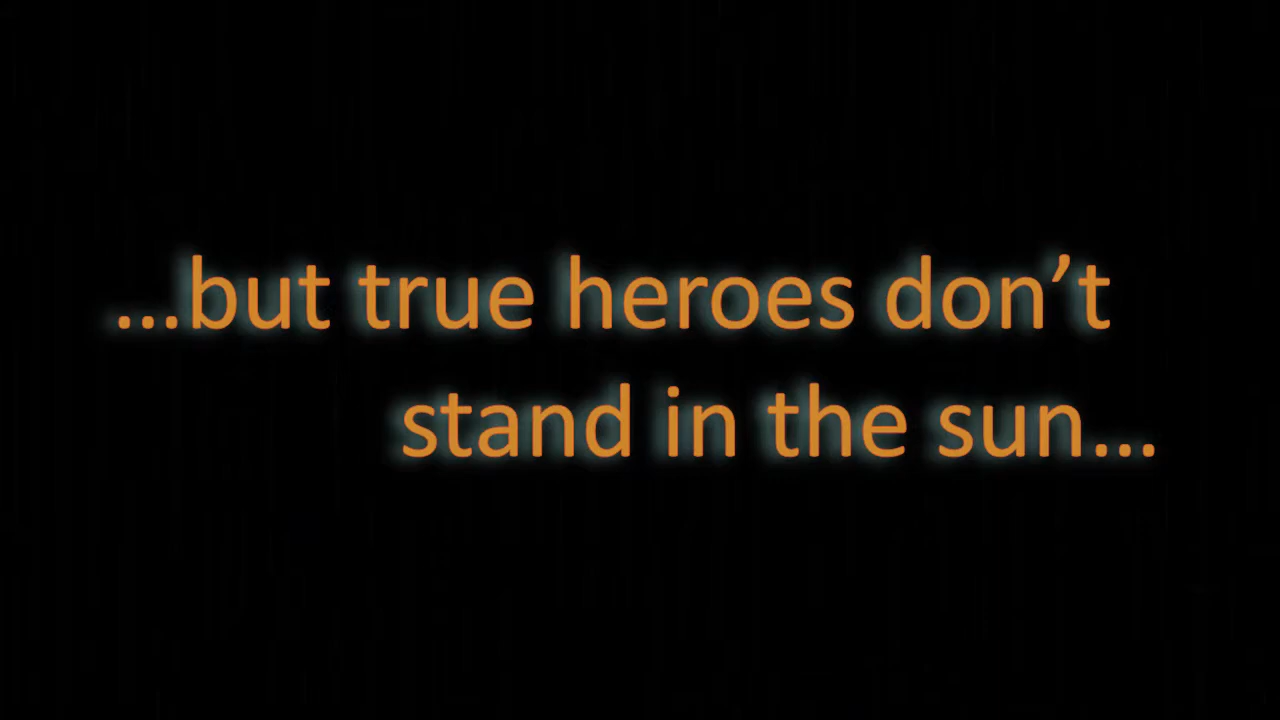 ...but true heroes don’t
stand in the sun...